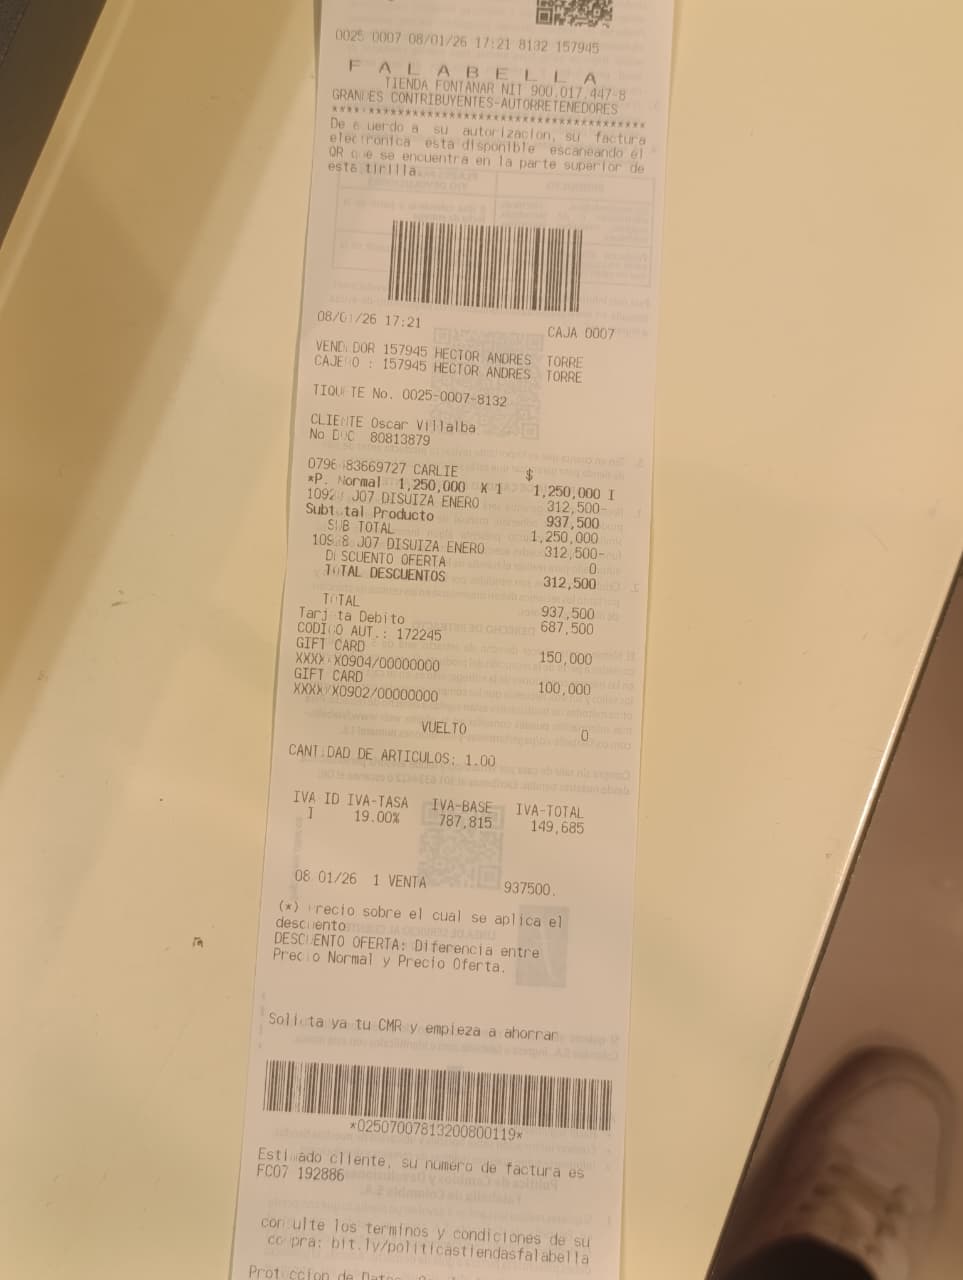 0025 0007 08/01/26 17:21 8132 157945
FALABELLA
TIENDA FONTANAR NIT 900.017.447-8
GRANDES CONTRIBUYENTES-AUTORRETENEDORES
De acuerdo a su autorizacion, su factura
electronica esta disponible escaneando el
QR que se encuentra en la parte superior de
esta tirilla.
08/01/26 17:21 CAJA 0007
VENDEDOR 157945 HECTOR ANDRES TORRE
CAJERO : 157945 HECTOR ANDRES TORRE
TIQUETE No. 0025-0007-8132
CLIENTE Oscar Villalba
No DOC 80813879
CARLIE $
*P. Normal 1,250,000 X 1 1,250,000 I
J07 DISUIZA ENERO 312,500-
Subtotal Producto 937,500
SUB TOTAL 1,250,000
J07 DISUIZA ENERO 312,500-
DESCUENTO OFERTA 0
TOTAL DESCUENTOS 312,500
TOTAL 937,500
Tarjeta Debito 687,500
CODIGO AUT.: 172245
GIFT CARD 150,000
XXXXXX0904/00000000
GIFT CARD 100,000
XXXXXX0902/00000000
VUELTO 0
CANTIDAD DE ARTICULOS: 1.00
IVA ID IVA-TASA IVA-BASE IVA-TOTAL
I 19.00% 787,815 149,685
08/01/26 1 VENTA 937500.
(*) Precio sobre el cual se aplica el
descuento
DESCUENTO OFERTA: Diferencia entre
Precio Normal y Precio Oferta.
Solicita ya tu CMR y empieza a ahorrar
*02507007813200800119*
Estimado cliente, su numero de factura es
FC07 192886
consulte los terminos y condiciones de su
compra: bit.ly/politicastiendasfalabella
Proteccion de Datos